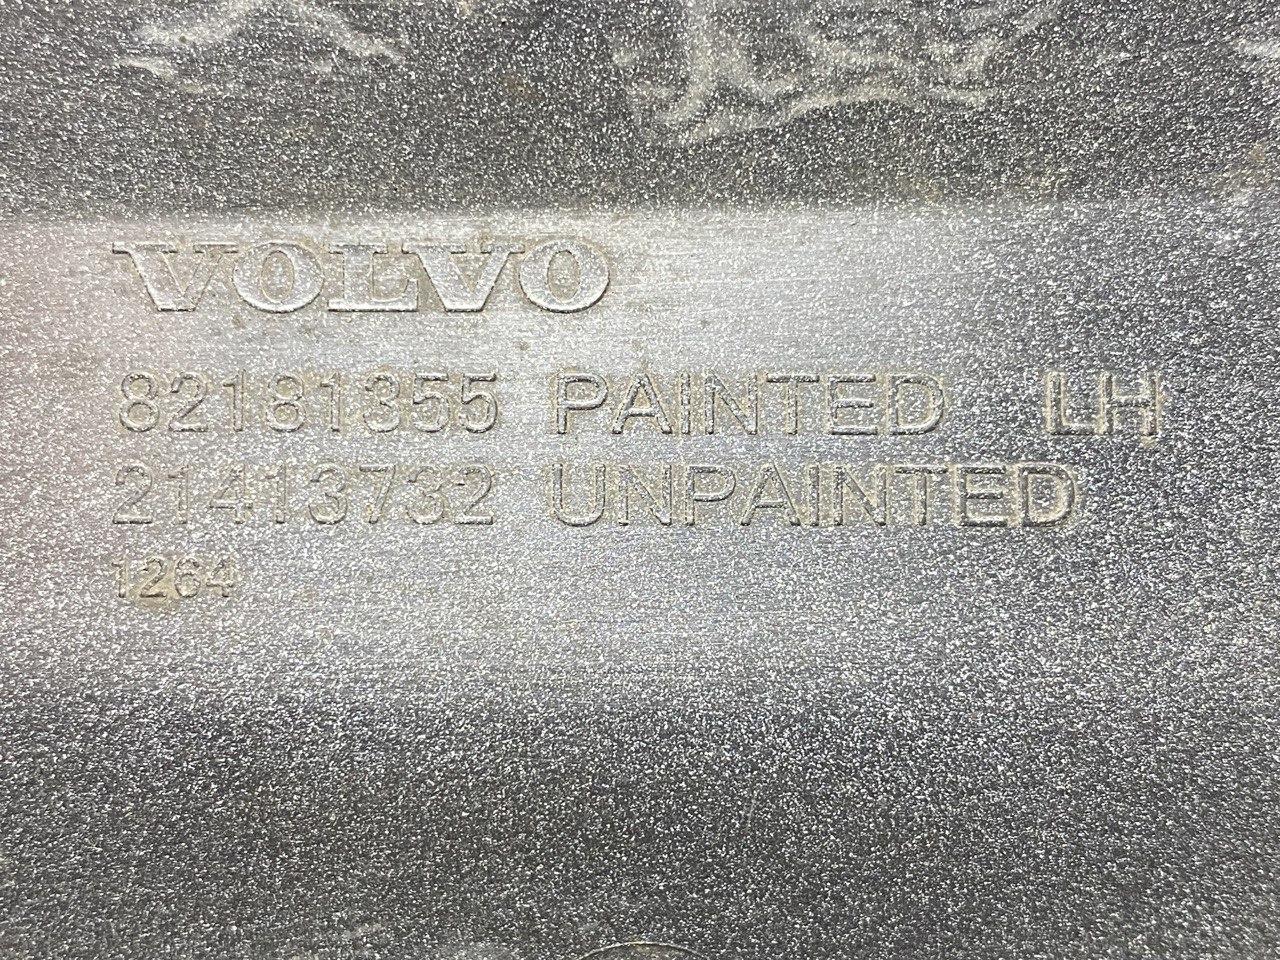 VOLVO
82181355 PAINTED LH
21413732 UNPAINTED
1264